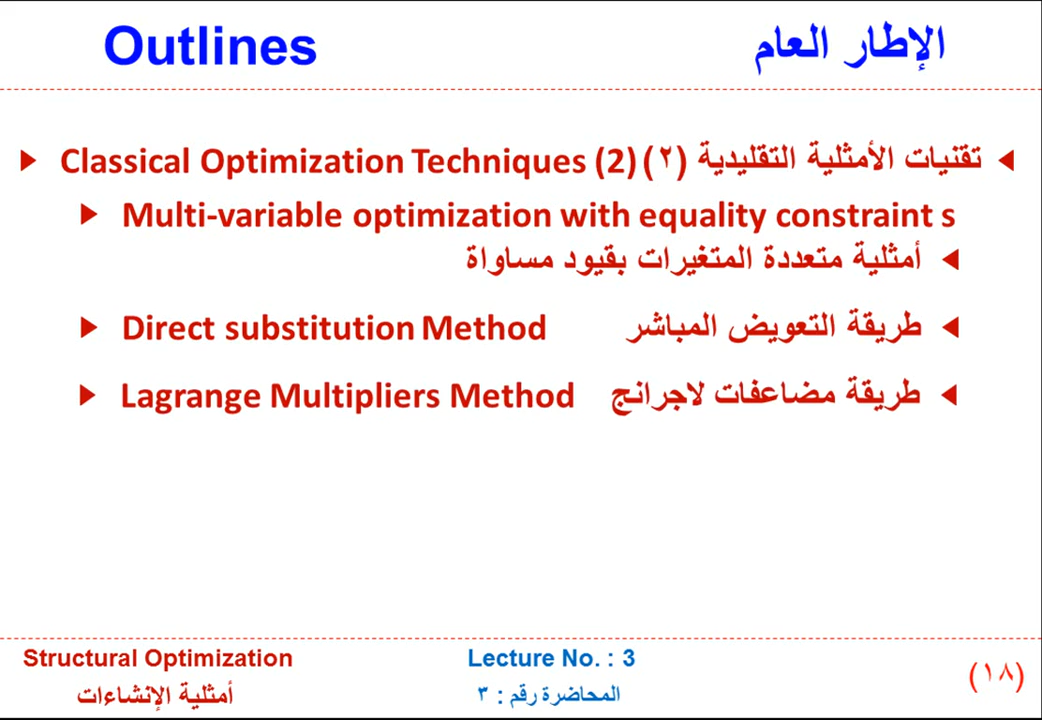 Outlines الإطار العام
Classical Optimization Techniques (2) تقنيات الأمثلية التقليدية (٢)
Multi-variable optimization with equality constraint s
أمثلية متعددة المتغيرات بقيود مساواة
Direct substitution Method طريقة التعويض المباشر
Lagrange Multipliers Method طريقة مضاعفات لاجرانج
Structural Optimization Lecture No. : 3
أمثلية الإنشاءات المحاضرة رقم : ٣
(١٨)